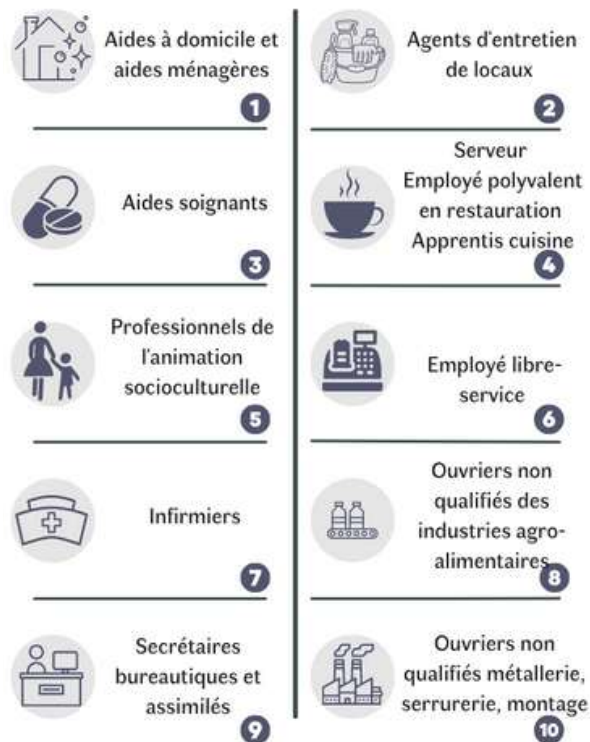 Aides à domicile et
aides ménagères
1
Agents d'entretien
de locaux
2
Aides soignants
3
Serveur
Employé polyvalent
en restauration
Apprentis cuisine
4
Professionnels de
l'animation
socioculturelle
5
Employé libre-
service
6
Infirmiers
7
Ouvriers non
qualifiés des
industries agro-
alimentaires
8
Secrétaires
bureautiques et
assimilés
9
Ouvriers non
qualifiés métallerie,
serrurerie, montage
10